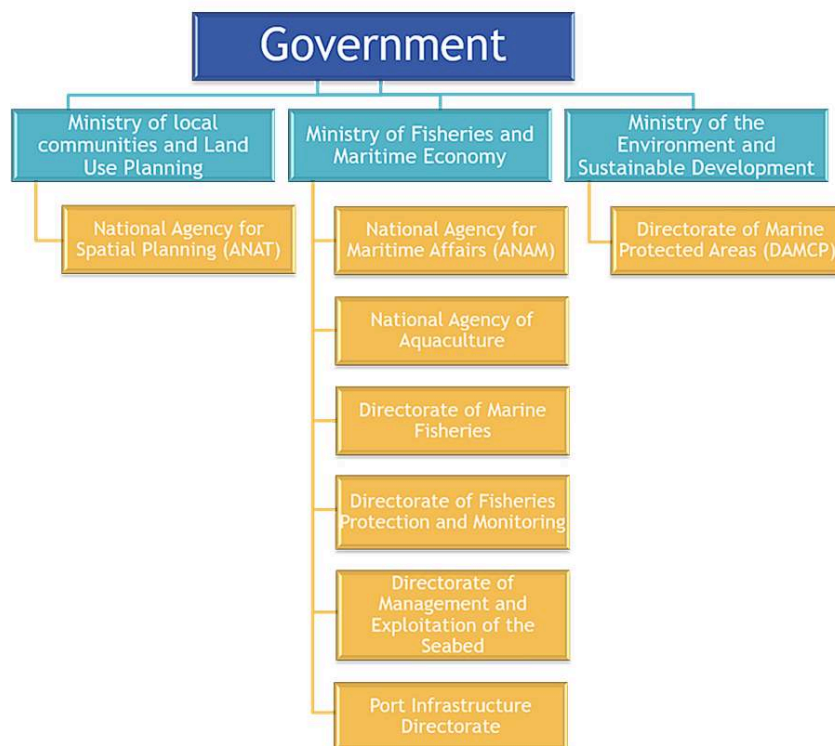 Government
Ministry of local
communities and Land
Use Planning
Ministry of Fisheries and
Maritime Economy
Ministry of the
Environment and
Sustainable Development
National Agency for
Spatial Planning (ANAT)
National Agency for
Maritime Affairs (ANAM)
Directorate of Marine
Protected Areas (DAMCP)
National Agency of
Aquaculture
Directorate of Marine
Fisheries
Directorate of Fisheries
Protection and Monitoring
Directorate of
Management and
Exploitation of the
Seabed
Port Infrastructure
Directorate